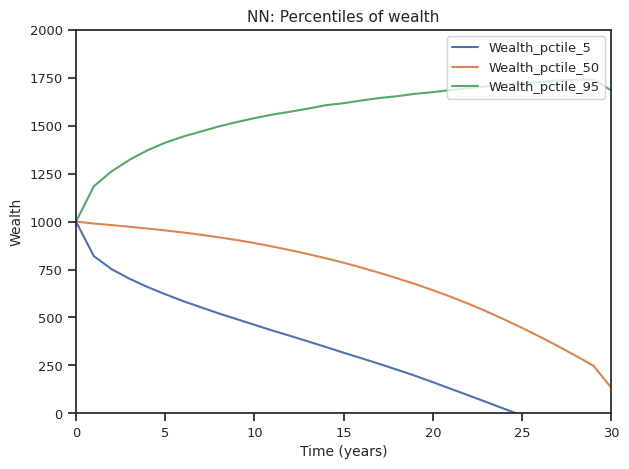 NN: Percentiles of wealth
Wealth_pctile_5
Wealth_pctile_50
Wealth_pctile_95
2000
1750
1500
1250
1000
750
500
250
0
Wealth
0 5 10 15 20 25 30
Time (years)